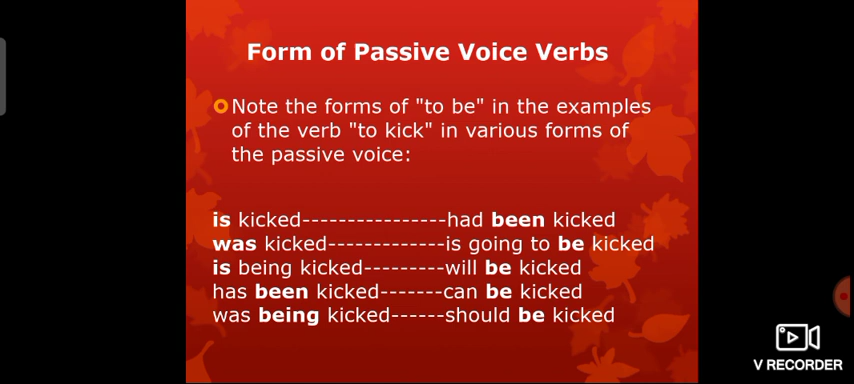 Form of Passive Voice Verbs
Note the forms of "to be" in the examples
of the verb "to kick" in various forms of
the passive voice:
is kicked----------------had been kicked
was kicked-------------is going to be kicked
is being kicked---------will be kicked
has been kicked-------can be kicked
was being kicked------should be kicked
V RECORDER